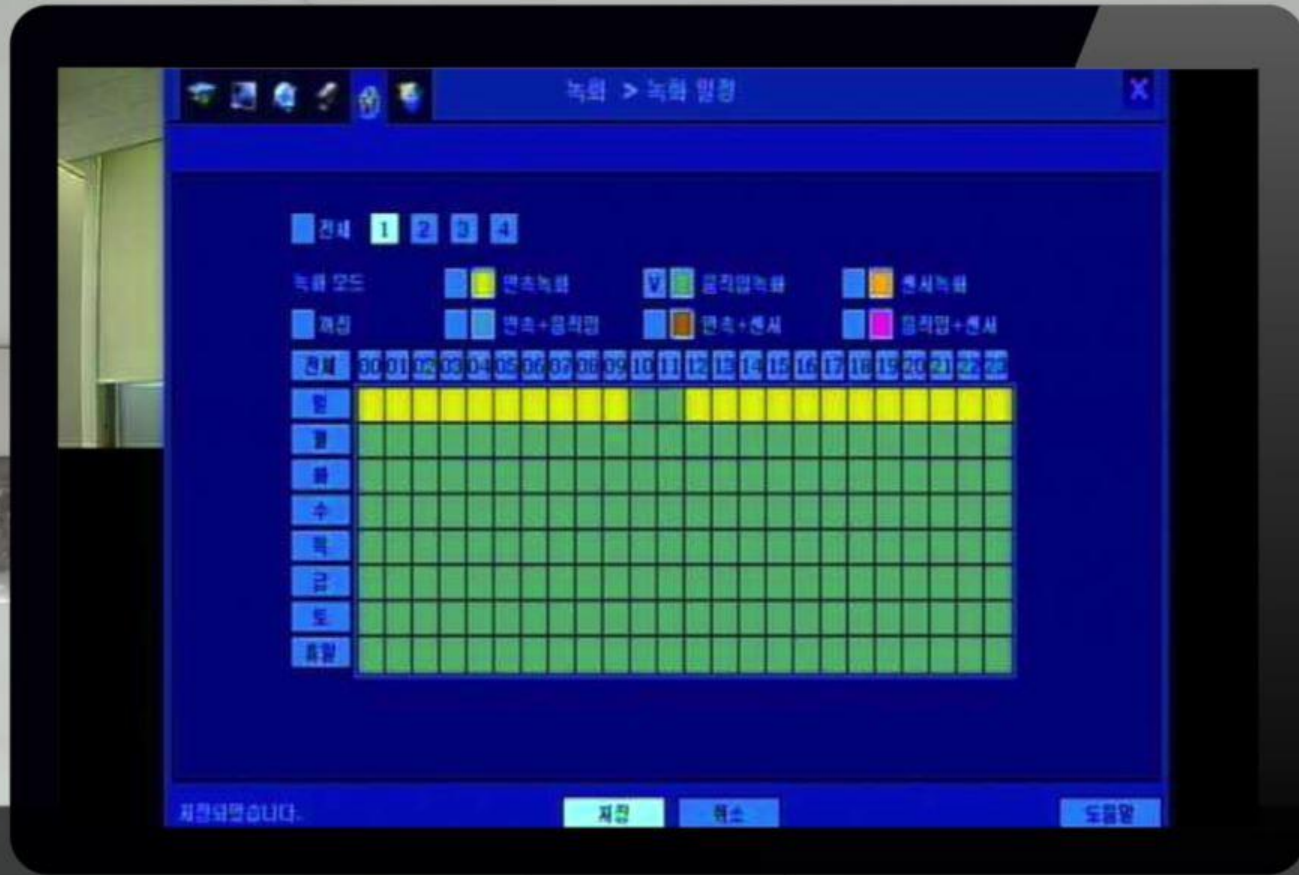 녹화 > 녹화 일정 X
전체 1 2 3 4
녹화 모드 연속녹화 V 움직임녹화 센서녹화
꺼짐 연속+움직임 연속+센서 움직임+센서
전체 00 01 02 03 04 05 06 07 08 09 10 11 12 13 14 15 16 17 18 19 20 21 22 23
일
월
화
수
목
금
토
휴일
저장되었습니다. 저장 취소 도움말